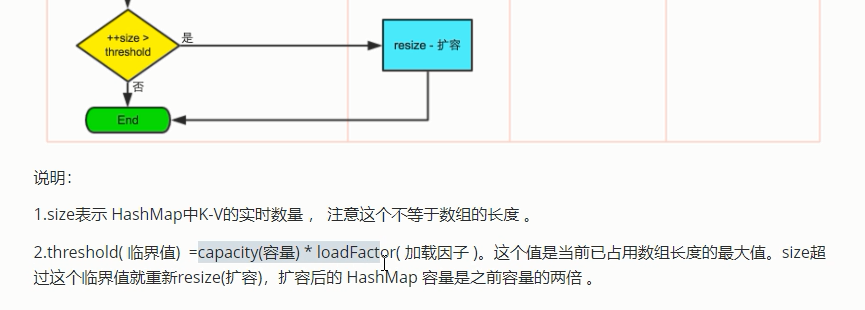 ++size >
threshold
是
resize - 扩容
否
End
说明：
1.size表示 HashMap中K-V的实时数量 ， 注意这个不等于数组的长度 。
2.threshold( 临界值) =capacity(容量) * loadFactor( 加载因子 )。这个值是当前已占用数组长度的最大值。size超
过这个临界值就重新resize(扩容)，扩容后的 HashMap 容量是之前容量的两倍 。